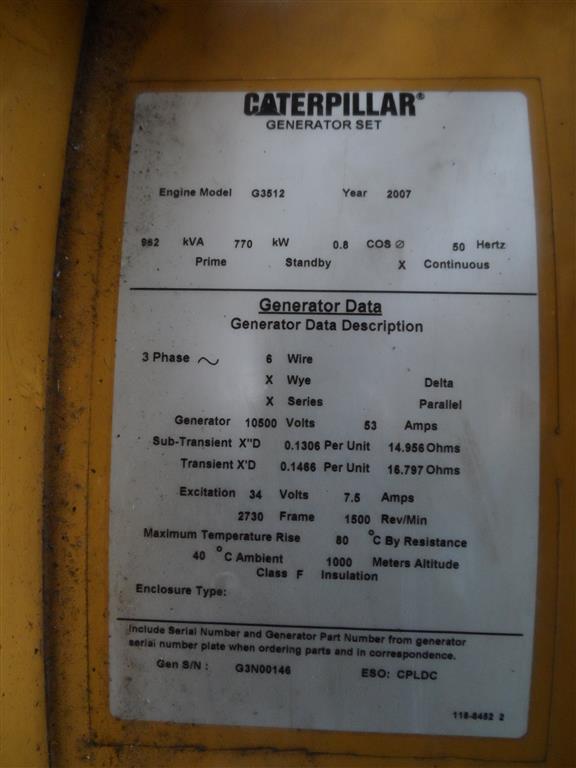 CATERPILLAR®
GENERATOR SET
Engine Model G3512 Year 2007
962 kVA 770 kW 0.8 COS Ø 50 Hertz
Prime Standby X Continuous
Generator Data
Generator Data Description
3 Phase ~ 6 Wire
X Wye Delta
X Series Parallel
Generator 10500 Volts 53 Amps
Sub-Transient X"D 0.1306 Per Unit 14.956 Ohms
Transient X'D 0.1466 Per Unit 16.797 Ohms
Excitation 34 Volts 7.5 Amps
2730 Frame 1500 Rev/Min
Maximum Temperature Rise 80 °C By Resistance
40 °C Ambient 1000 Meters Altitude
Class F Insulation
Enclosure Type:
Include Serial Number and Generator Part Number from generator
serial number plate when ordering parts and in correspondence.
Gen S/N : G3N00146 ESO: CPLDC
118-8452 2